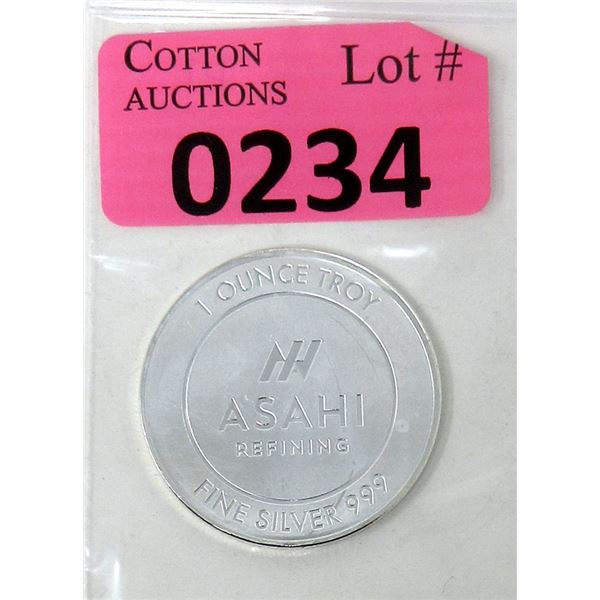 COTTON
AUCTIONS
Lot #
0234
1 OUNCE TROY
ASAHI
REFINING
FINE SILVER 999